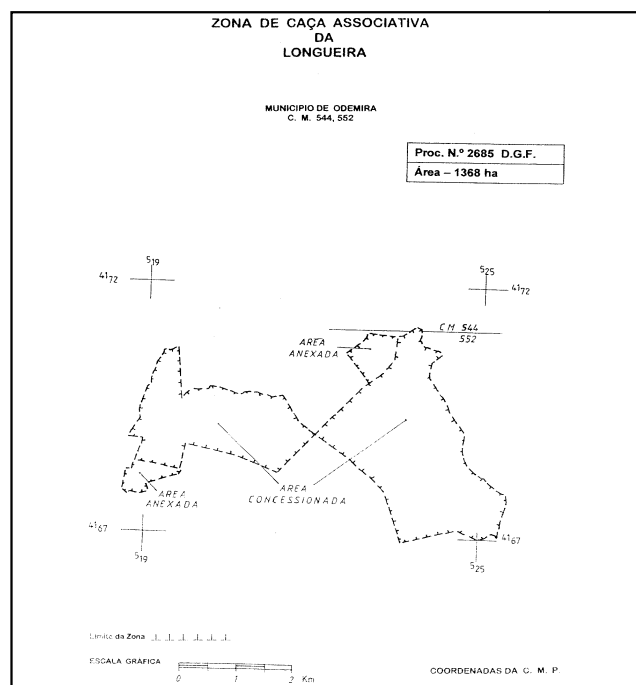 ZONA DE CAÇA ASSOCIATIVA
DA
LONGUEIRA
MUNICIPIO DE ODEMIRA
C. M. 544, 552
Proc. N.º 2685 D.G.F.
Área – 1368 ha
519
4172
525
4172
CM 544
552
AREA
ANEXADA
AREA
ANEXADA
AREA
CONCESSIONADA
4167
519
4167
525
Limite da Zona
ESCALA GRÁFICA
0 1 2 Km
COORDENADAS DA C. M. P.